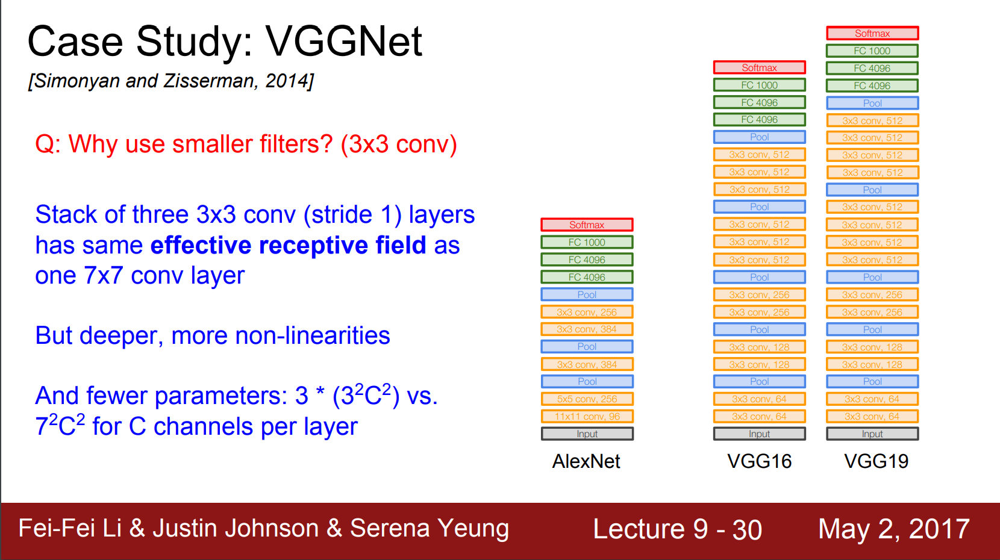 Case Study: VGGNet
[Simonyan and Zisserman, 2014]
Q: Why use smaller filters? (3x3 conv)
Stack of three 3x3 conv (stride 1) layers
has same effective receptive field as
one 7x7 conv layer
But deeper, more non-linearities
And fewer parameters: 3 * (3²C²) vs.
7²C² for C channels per layer
Softmax
FC 1000
FC 4096
FC 4096
Pool
3x3 conv, 256
3x3 conv, 384
Pool
3x3 conv, 384
Pool
5x5 conv, 256
11x11 conv, 96
Input
AlexNet
Softmax
FC 1000
FC 4096
FC 4096
Pool
3x3 conv, 512
3x3 conv, 512
3x3 conv, 512
Pool
3x3 conv, 512
3x3 conv, 512
3x3 conv, 512
Pool
3x3 conv, 256
3x3 conv, 256
Pool
3x3 conv, 128
3x3 conv, 128
Pool
3x3 conv, 64
3x3 conv, 64
Input
VGG16
Softmax
FC 1000
FC 4096
FC 4096
Pool
3x3 conv, 512
3x3 conv, 512
3x3 conv, 512
3x3 conv, 512
Pool
3x3 conv, 512
3x3 conv, 512
3x3 conv, 512
3x3 conv, 512
Pool
3x3 conv, 256
3x3 conv, 256
Pool
3x3 conv, 128
3x3 conv, 128
Pool
3x3 conv, 64
3x3 conv, 64
Input
VGG19
Fei-Fei Li & Justin Johnson & Serena Yeung
Lecture 9 - 30
May 2, 2017